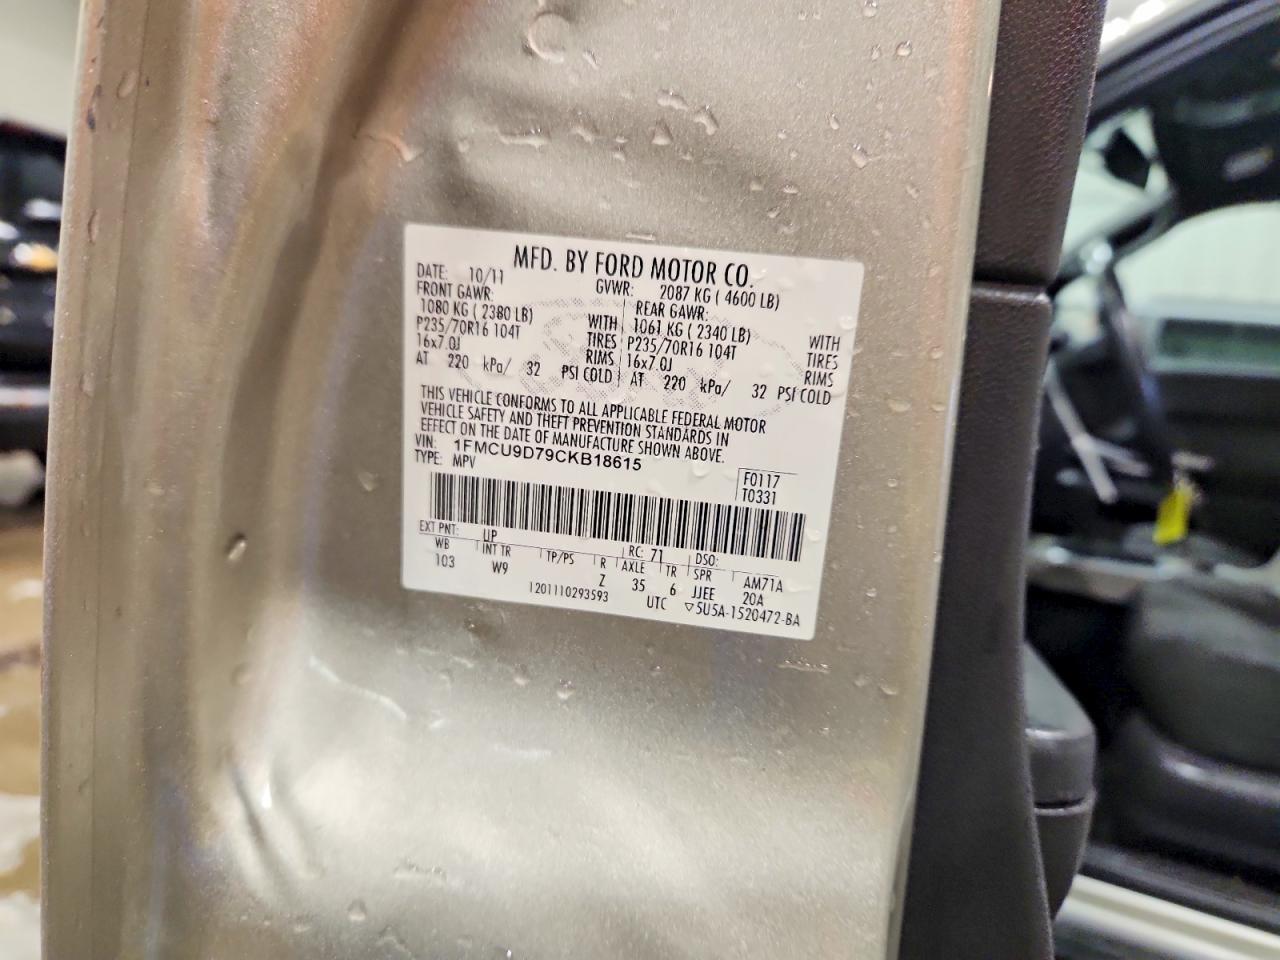 MFD. BY FORD MOTOR CO.
DATE: 10/11 GVWR: 2087 KG ( 4600 LB)
FRONT GAWR: REAR GAWR:
1080 KG ( 2380 LB) WITH 1061 KG ( 2340 LB) WITH
P235/70R16 104T TIRES P235/70R16 104T TIRES
16x7.0J RIMS 16x7.0J RIMS
AT 220 kPa/ 32 PSI COLD AT 220 kPa/ 32 PSI COLD
THIS VEHICLE CONFORMS TO ALL APPLICABLE FEDERAL MOTOR
VEHICLE SAFETY AND THEFT PREVENTION STANDARDS IN
EFFECT ON THE DATE OF MANUFACTURE SHOWN ABOVE.
VIN: 1FMCU9D79CKB18615
TYPE: MPV
F0117
T0331
EXT PNT: UP RC: 71 DSO:
WB INT TR TP/PS R AXLE TR SPR AM71A
103 W9 Z 35 6 JJEE 20A
1201110293593 UTC ▽5U5A-1520472-BA